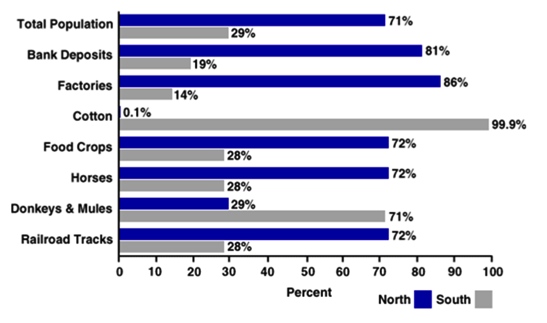 Total Population 71%
29%
Bank Deposits 81%
19%
Factories 86%
14%
Cotton 0.1%
99.9%
Food Crops 72%
28%
Horses 72%
28%
Donkeys & Mules 29%
71%
Railroad Tracks 72%
28%
0 10 20 30 40 50 60 70 80 90 100
Percent
North South